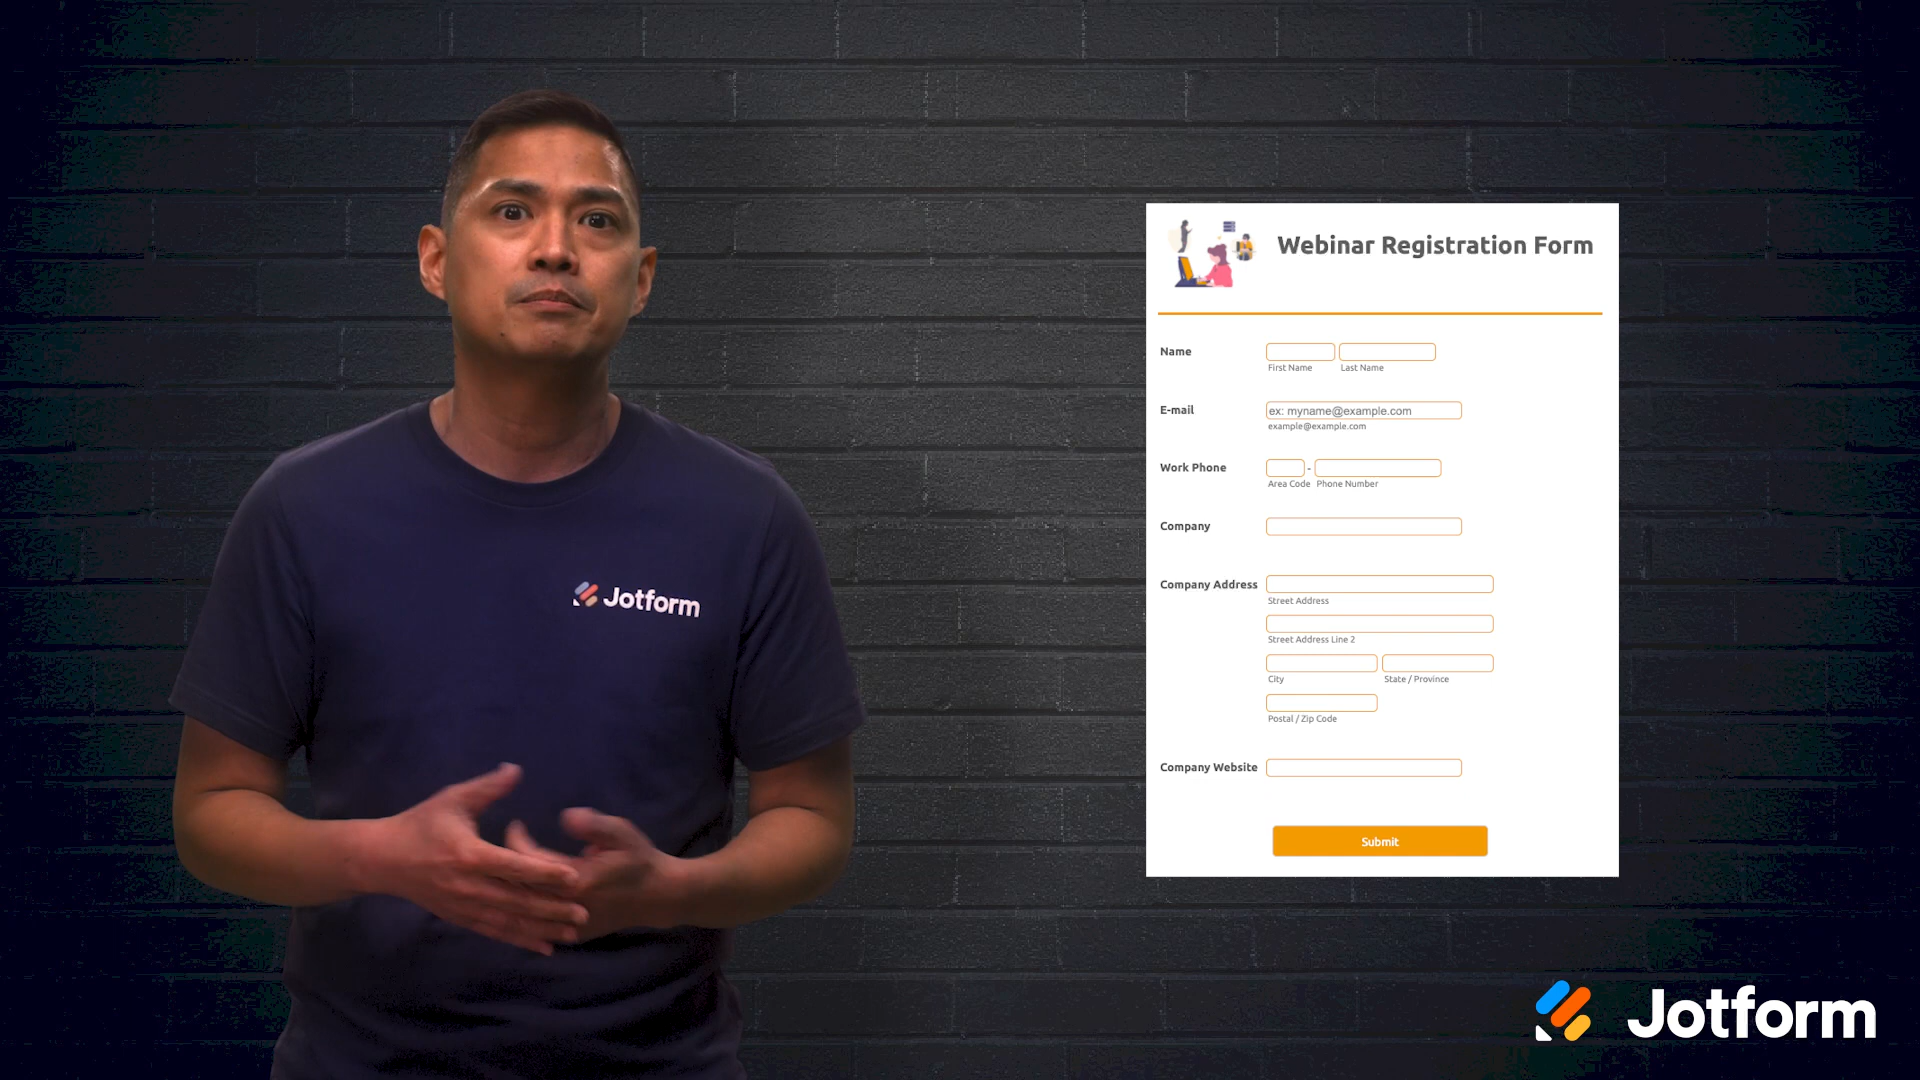 Jotform
Webinar Registration Form
Name
First Name Last Name
E-mail ex: myname@example.com
example@example.com
Work Phone -
Area Code Phone Number
Company
Company Address
Street Address
Street Address Line 2
City State / Province
Postal / Zip Code
Company Website
Submit
Jotform